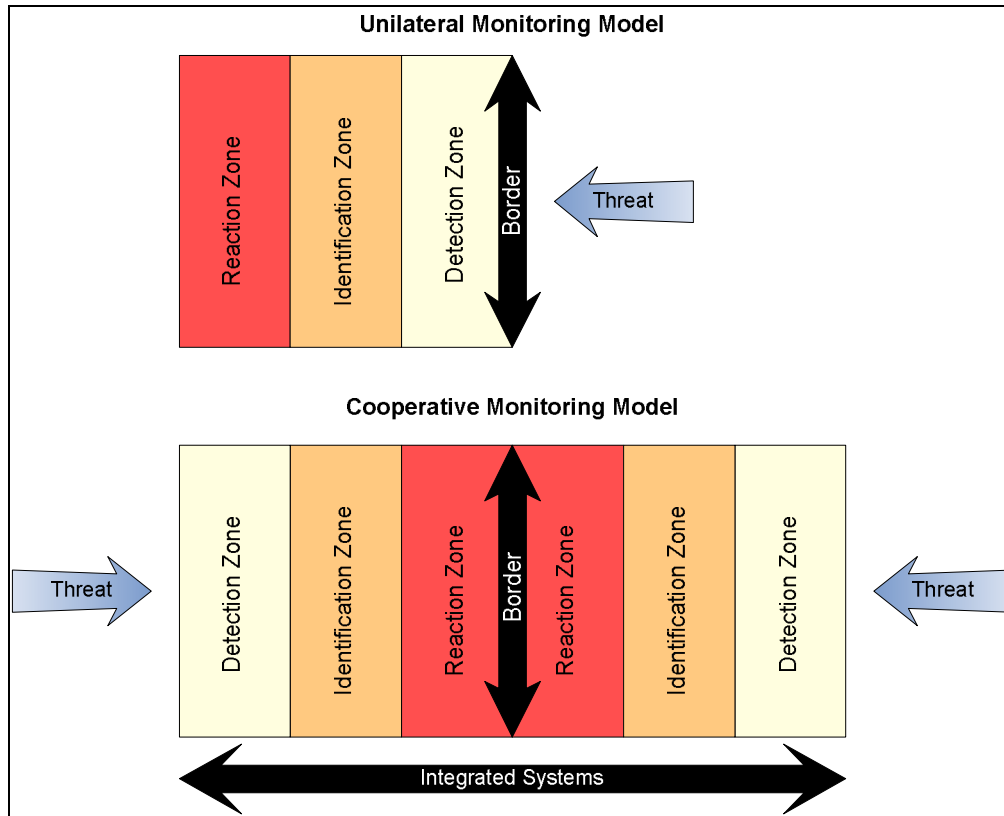 Unilateral Monitoring Model
Reaction Zone
Identification Zone
Detection Zone
Border
Threat
Cooperative Monitoring Model
Threat
Detection Zone
Identification Zone
Reaction Zone
Border
Reaction Zone
Identification Zone
Detection Zone
Threat
Integrated Systems